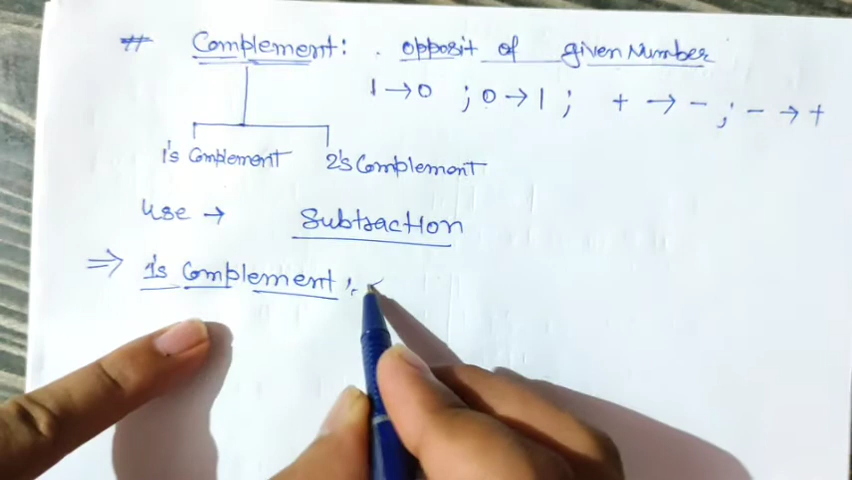 # Complement: . opposit of given Number
1 → 0 ; 0 → 1 ; + → - ; - → +
1's Complement 2's Complement
use → Subtraction
⇒ 1's Complement :